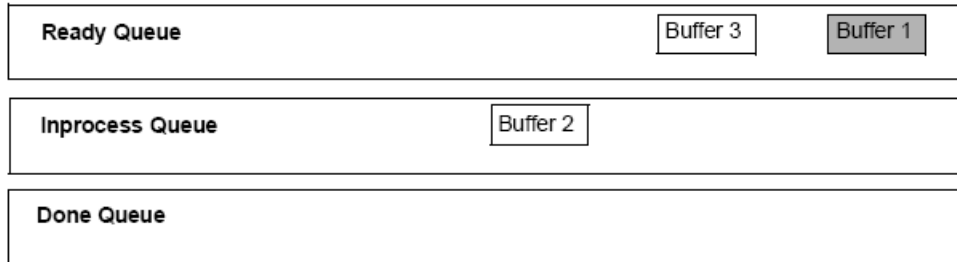 Ready Queue Buffer 3 Buffer 1
Inprocess Queue Buffer 2
Done Queue